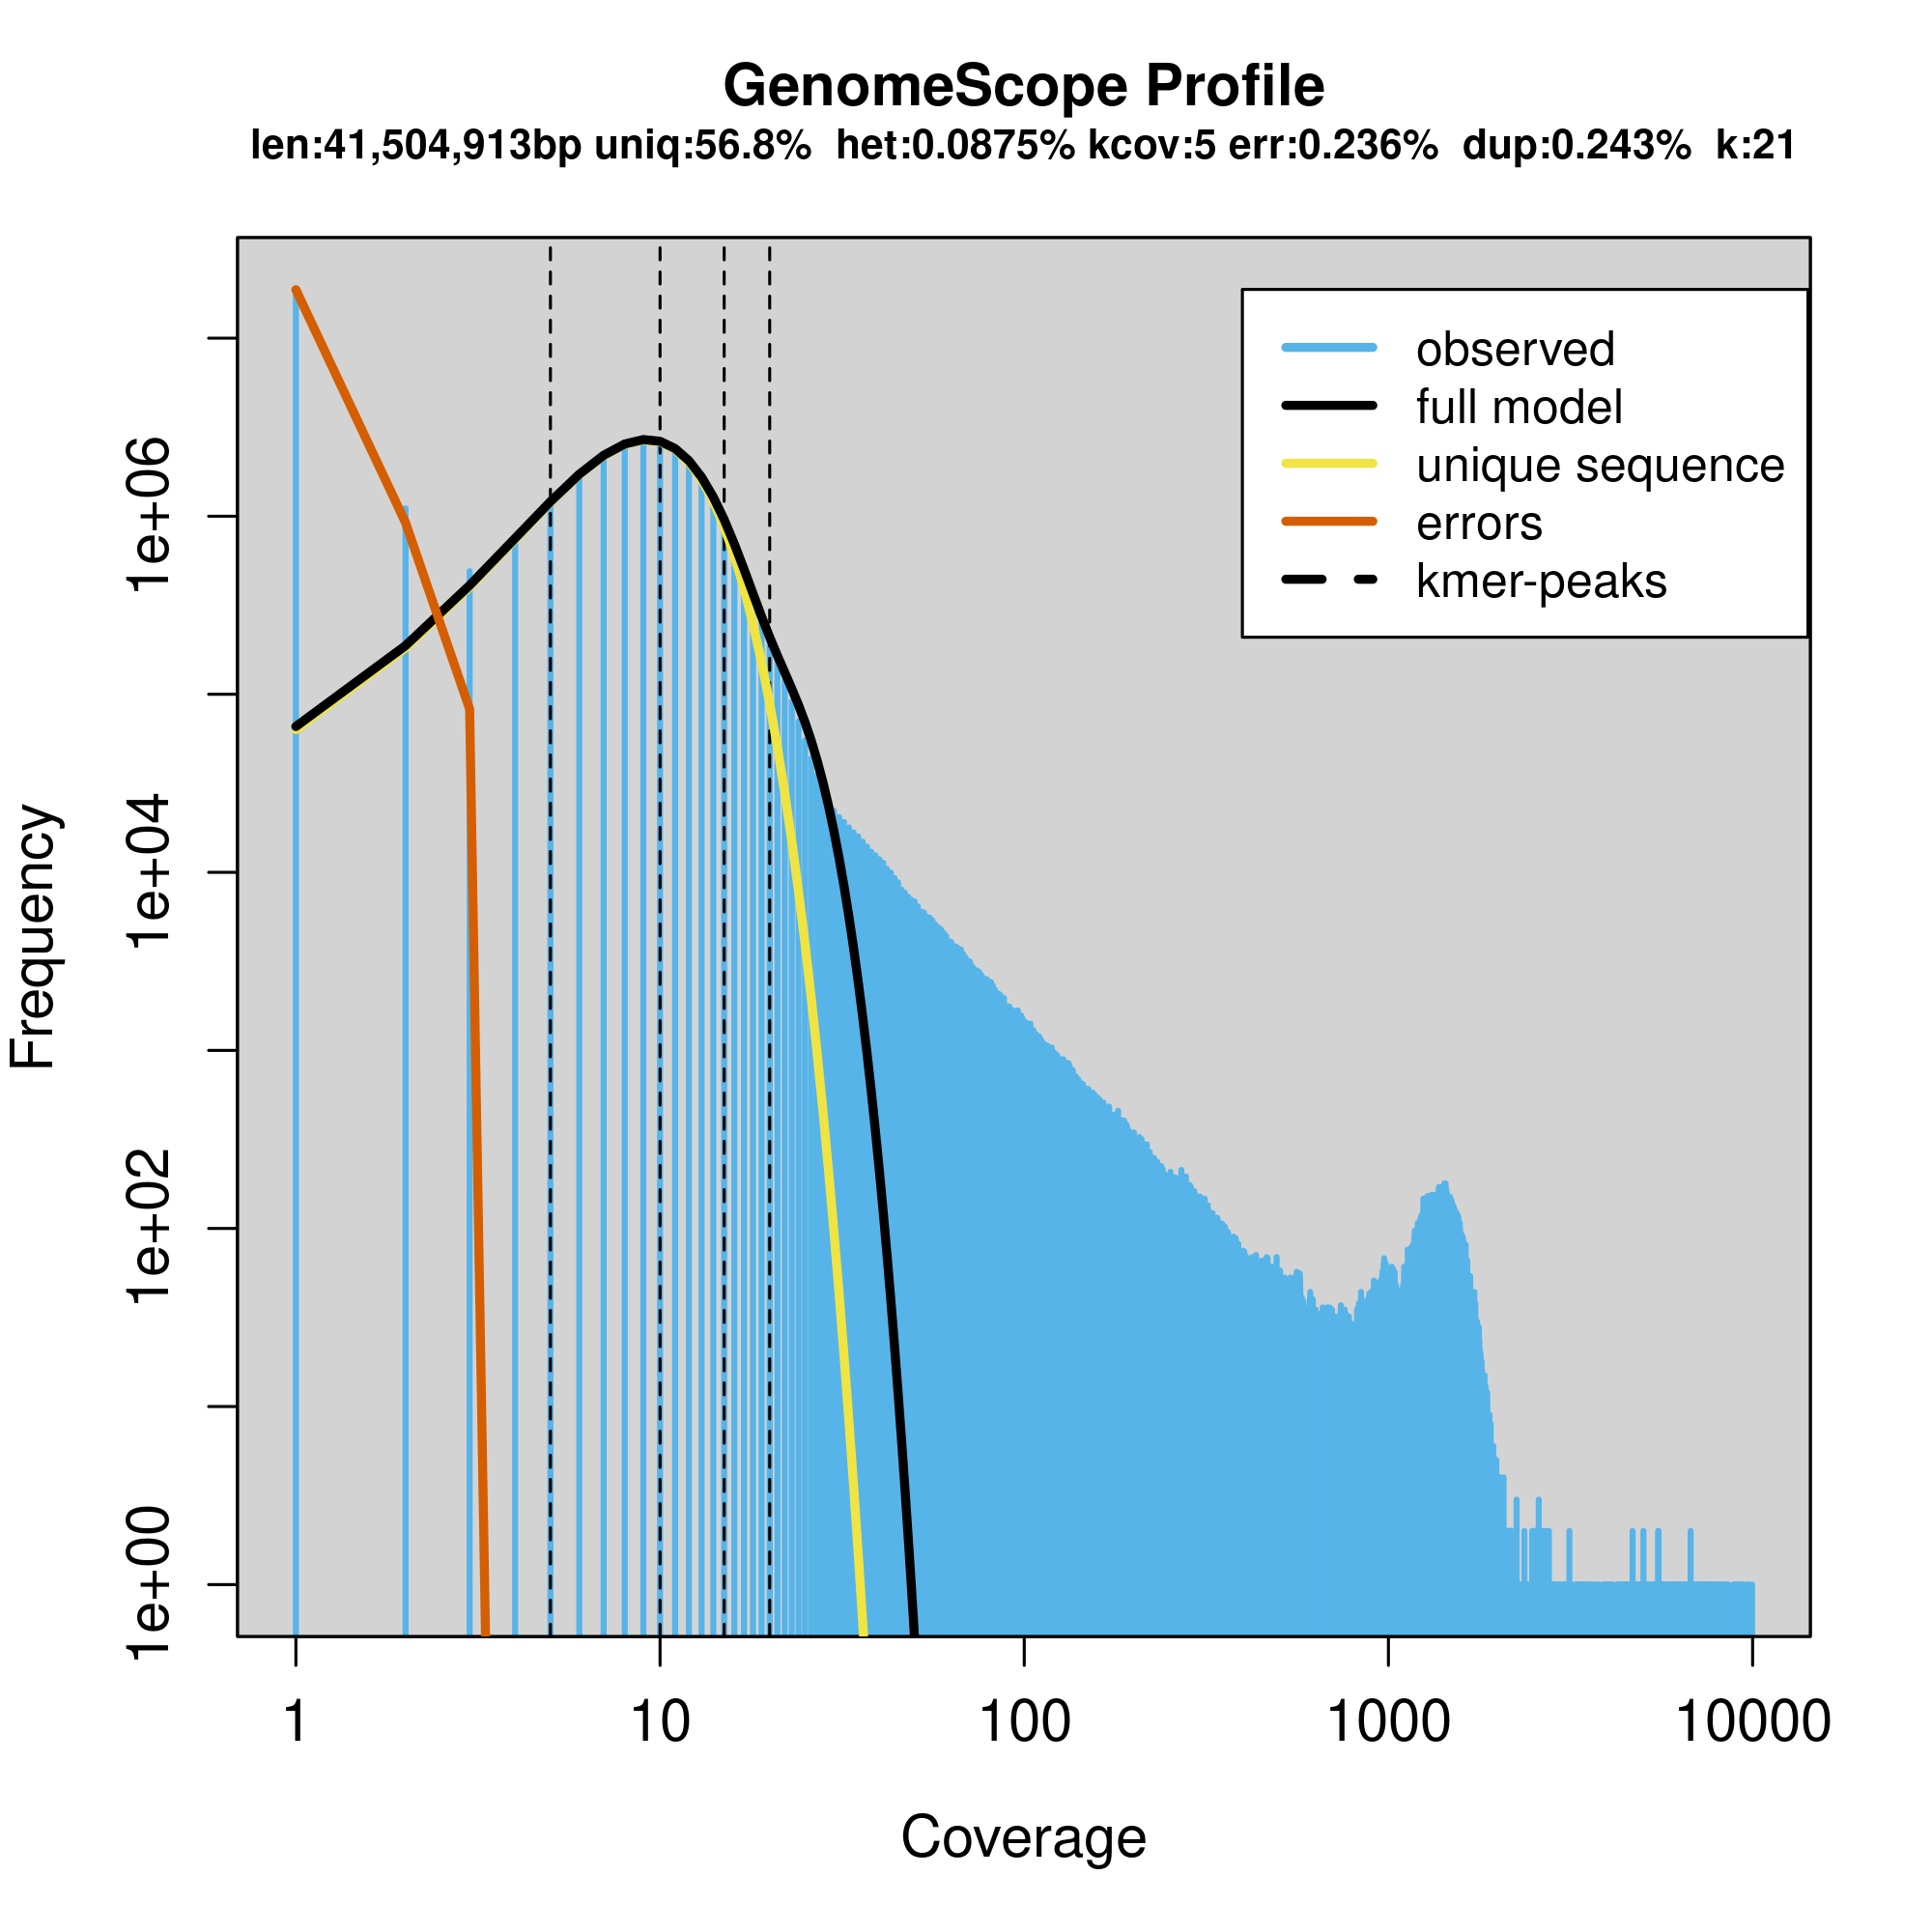 GenomeScope Profile
len:41,504,913bp uniq:56.8% het:0.0875% kcov:5 err:0.236% dup:0.243% k:21
observed
full model
unique sequence
errors
kmer-peaks
Frequency
1e+06
1e+04
1e+02
1e+00
1 10 100 1000 10000
Coverage